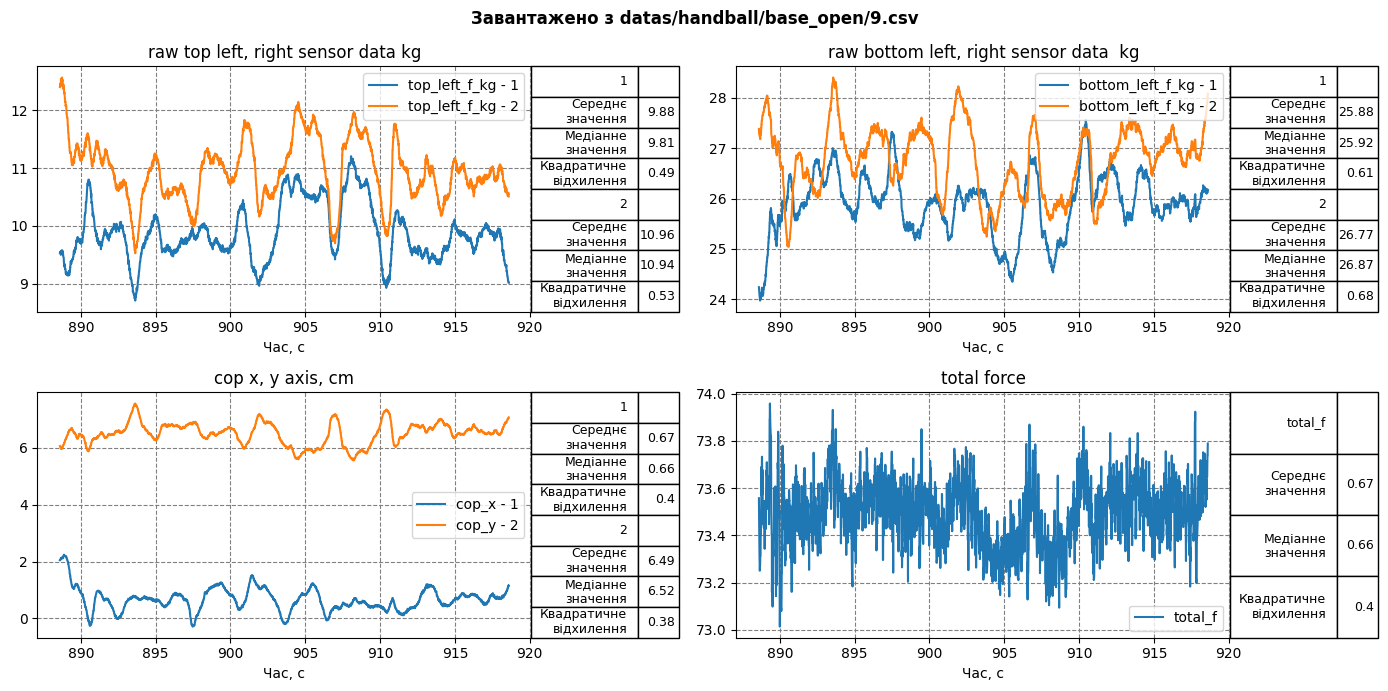 Завантажено з datas/handball/base_open/9.csv
raw top left, right sensor data kg
top_left_f_kg - 1
top_left_f_kg - 2
12
11
10
9
890 895 900 905 910 915 920
Час, с
1
Середнє
значення 9.88
Медіанне
значення 9.81
Квадратичне
відхилення 0.49
2
Середнє
значення 10.96
Медіанне
значення 10.94
Квадратичне
відхилення 0.53
raw bottom left, right sensor data  kg
bottom_left_f_kg - 1
bottom_left_f_kg - 2
28
27
26
25
24
890 895 900 905 910 915 920
Час, с
1
Середнє
значення 25.88
Медіанне
значення 25.92
Квадратичне
відхилення 0.61
2
Середнє
значення 26.77
Медіанне
значення 26.87
Квадратичне
відхилення 0.68
cop x, y axis, cm
6
4
2
0
cop_x - 1
cop_y - 2
890 895 900 905 910 915 920
Час, с
1
Середнє
значення 0.67
Медіанне
значення 0.66
Квадратичне
відхилення 0.4
2
Середнє
значення 6.49
Медіанне
значення 6.52
Квадратичне
відхилення 0.38
total force
74.0
73.8
73.6
73.4
73.2
73.0
total_f
890 895 900 905 910 915 920
Час, с
total_f
Середнє
значення 0.67
Медіанне
значення 0.66
Квадратичне
відхилення 0.4